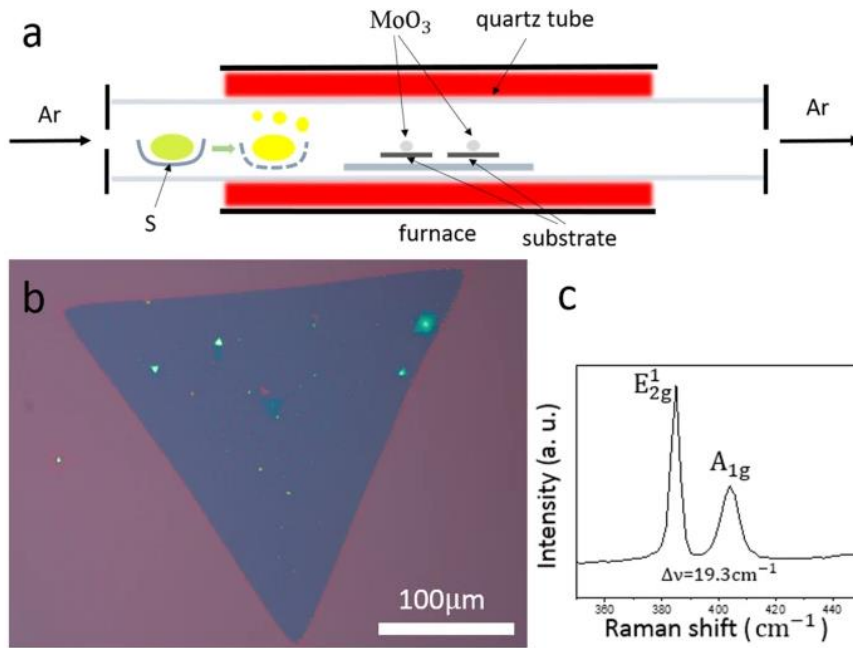 a
MoO₃
quartz tube
Ar
Ar
S
furnace
substrate
b
100μm
c
E¹₂g
A₁g
Δν=19.3cm⁻¹
Intensity (a. u.)
360 380 400 420 440
Raman shift (cm⁻¹)